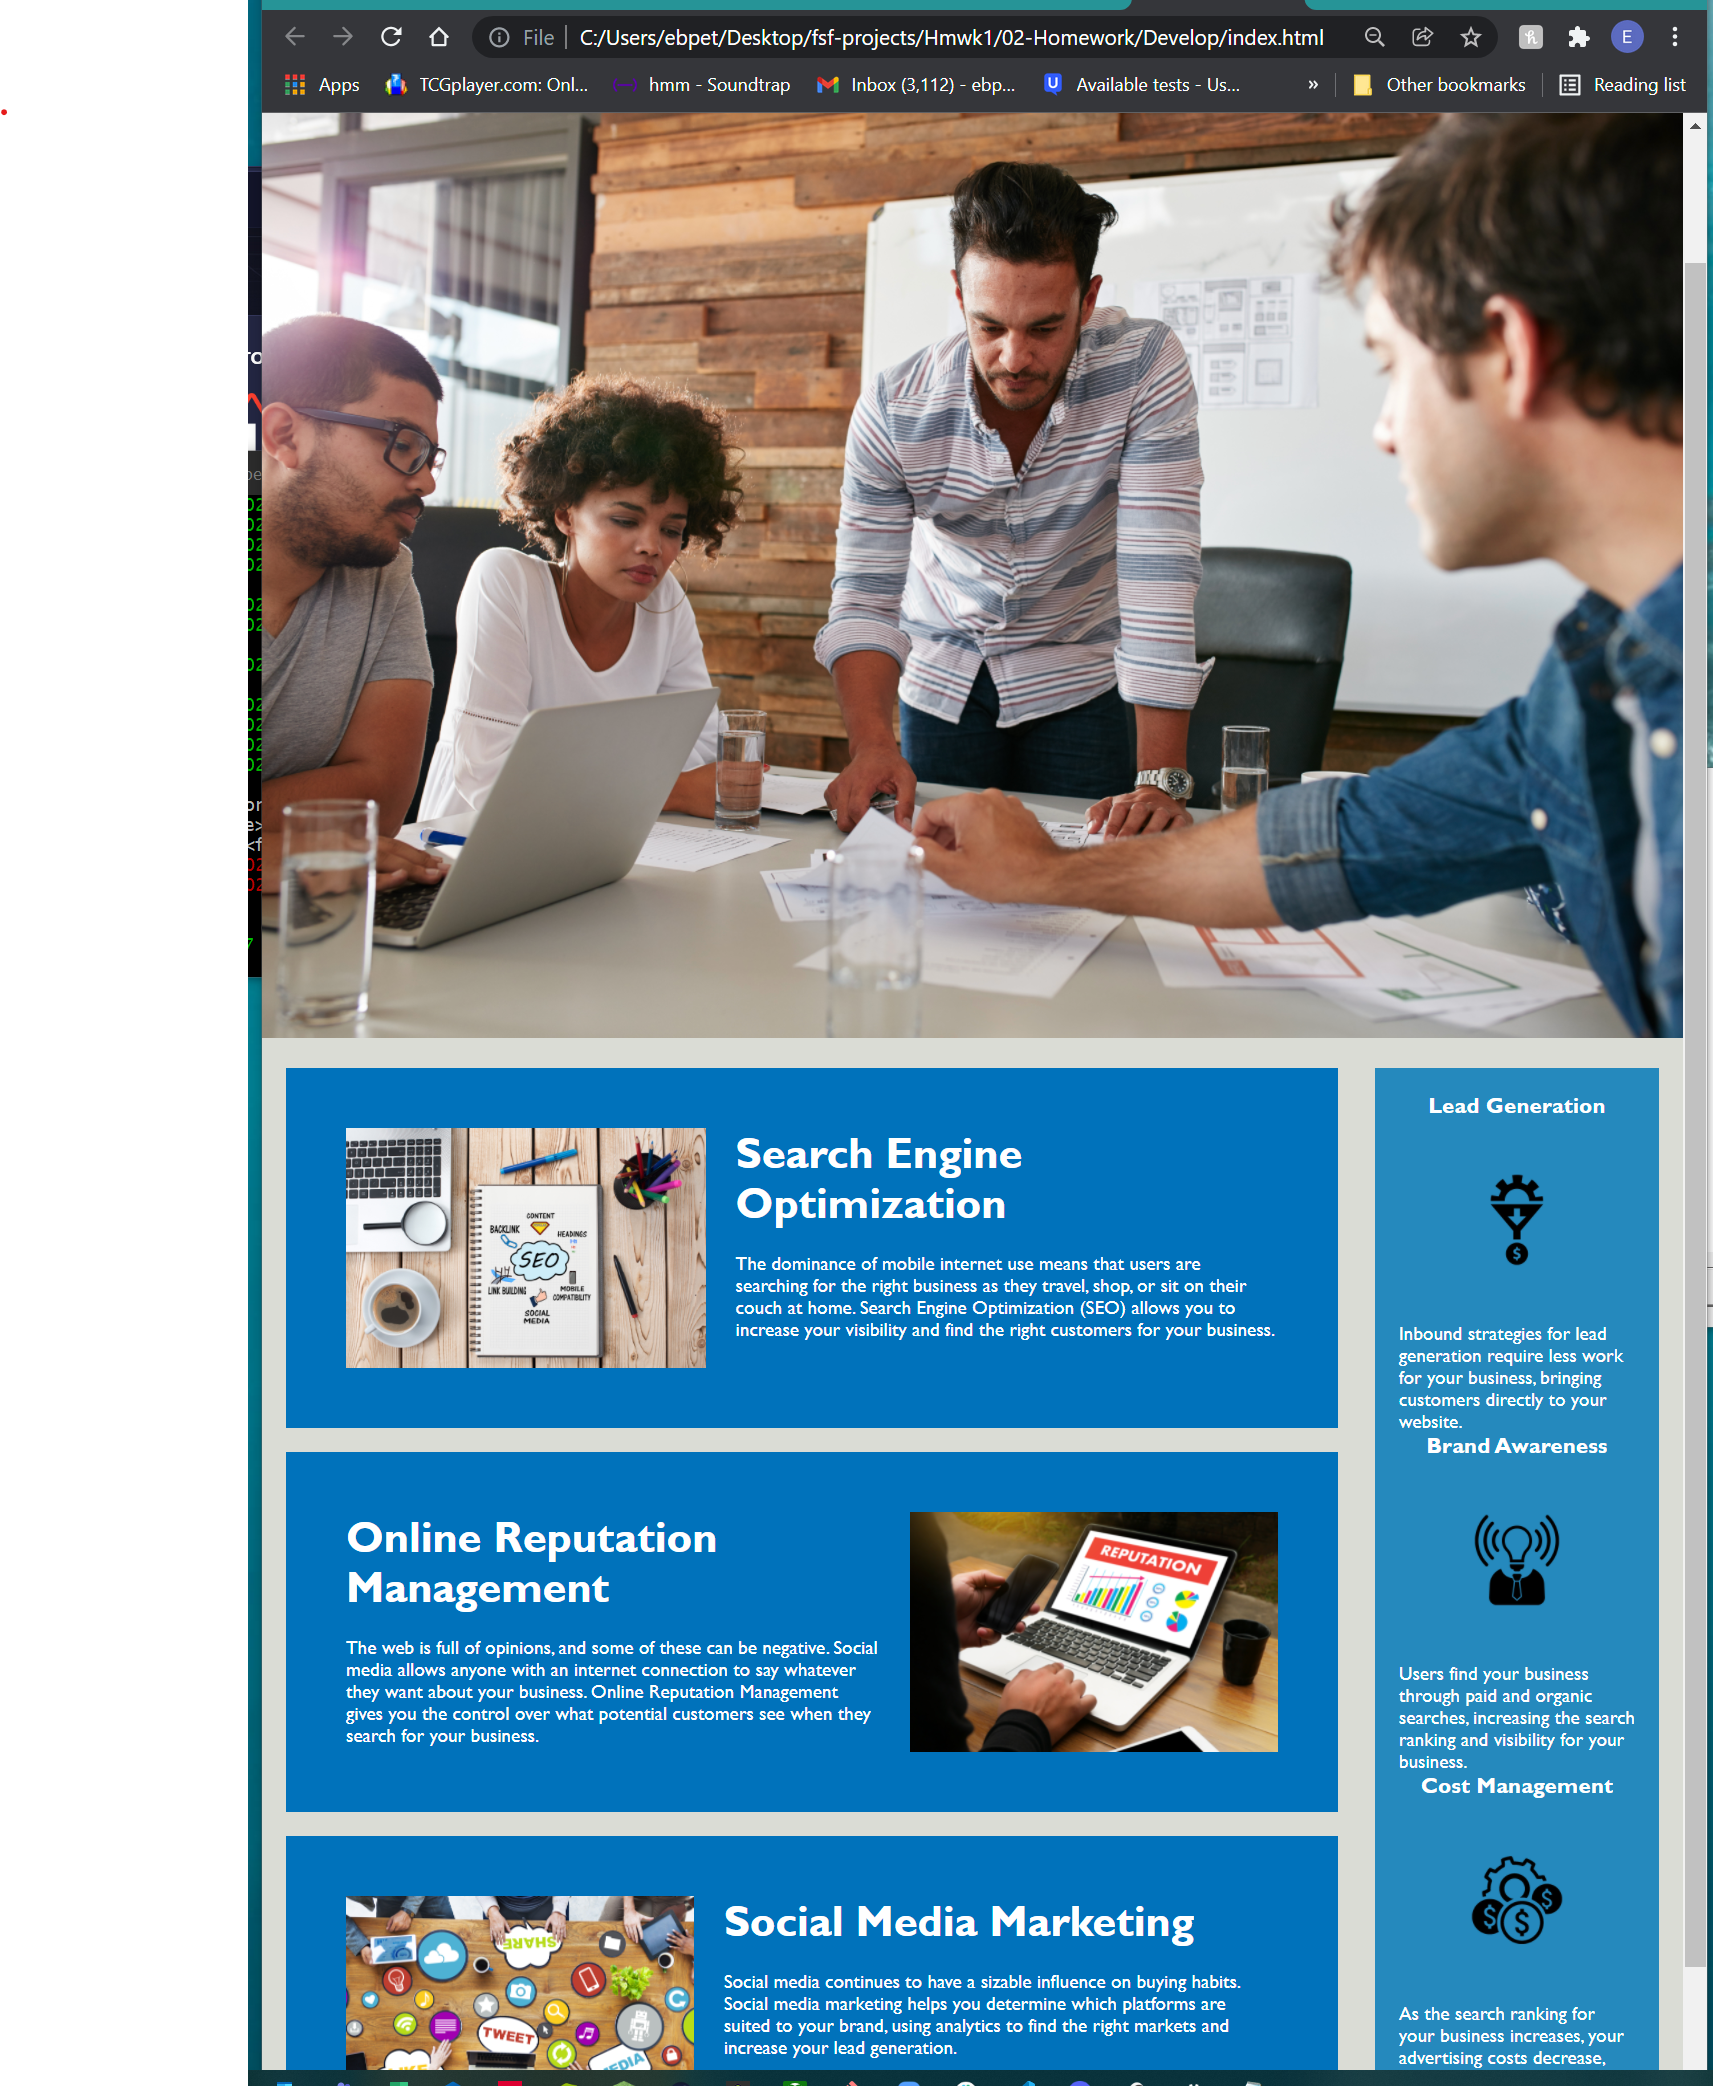 File
C:/Users/ebpet/Desktop/fsf-projects/Hmwk1/02-Homework/Develop/index.html
E
Apps
TCGplayer.com: Onl...
hmm - Soundtrap
Inbox (3,112) - ebp...
Available tests - Us...
»
Other bookmarks
Reading list
Search Engine
Optimization
The dominance of mobile internet use means that users are
searching for the right business as they travel, shop, or sit on their
couch at home. Search Engine Optimization (SEO) allows you to
increase your visibility and find the right customers for your business.
CONTENT
BACKLINK
HEADINGS
SEO
LINK BUILDING
MOBILE
COMPATIBILITY
SOCIAL
MEDIA
Online Reputation
Management
The web is full of opinions, and some of these can be negative. Social
media allows anyone with an internet connection to say whatever
they want about your business. Online Reputation Management
gives you the control over what potential customers see when they
search for your business.
REPUTATION
Social Media Marketing
Social media continues to have a sizable influence on buying habits.
Social media marketing helps you determine which platforms are
suited to your brand, using analytics to find the right markets and
increase your lead generation.
SHARE
TWEET
Lead Generation
Inbound strategies for lead
generation require less work
for your business, bringing
customers directly to your
website.
Brand Awareness
Users find your business
through paid and organic
searches, increasing the search
ranking and visibility for your
business.
Cost Management
As the search ranking for
your business increases, your
advertising costs decrease,